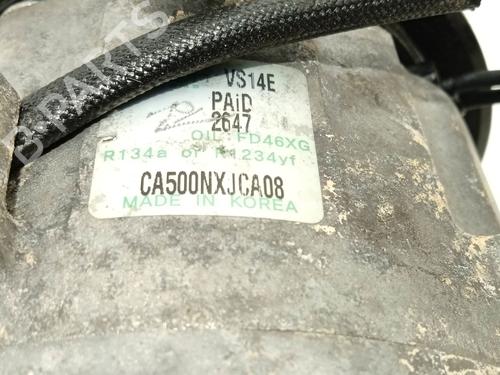 VS14E
PAiD
2647
OIL: FD46XG
R134a or R1234yf
CA500NXJCA08
MADE IN KOREA
B-PARTS